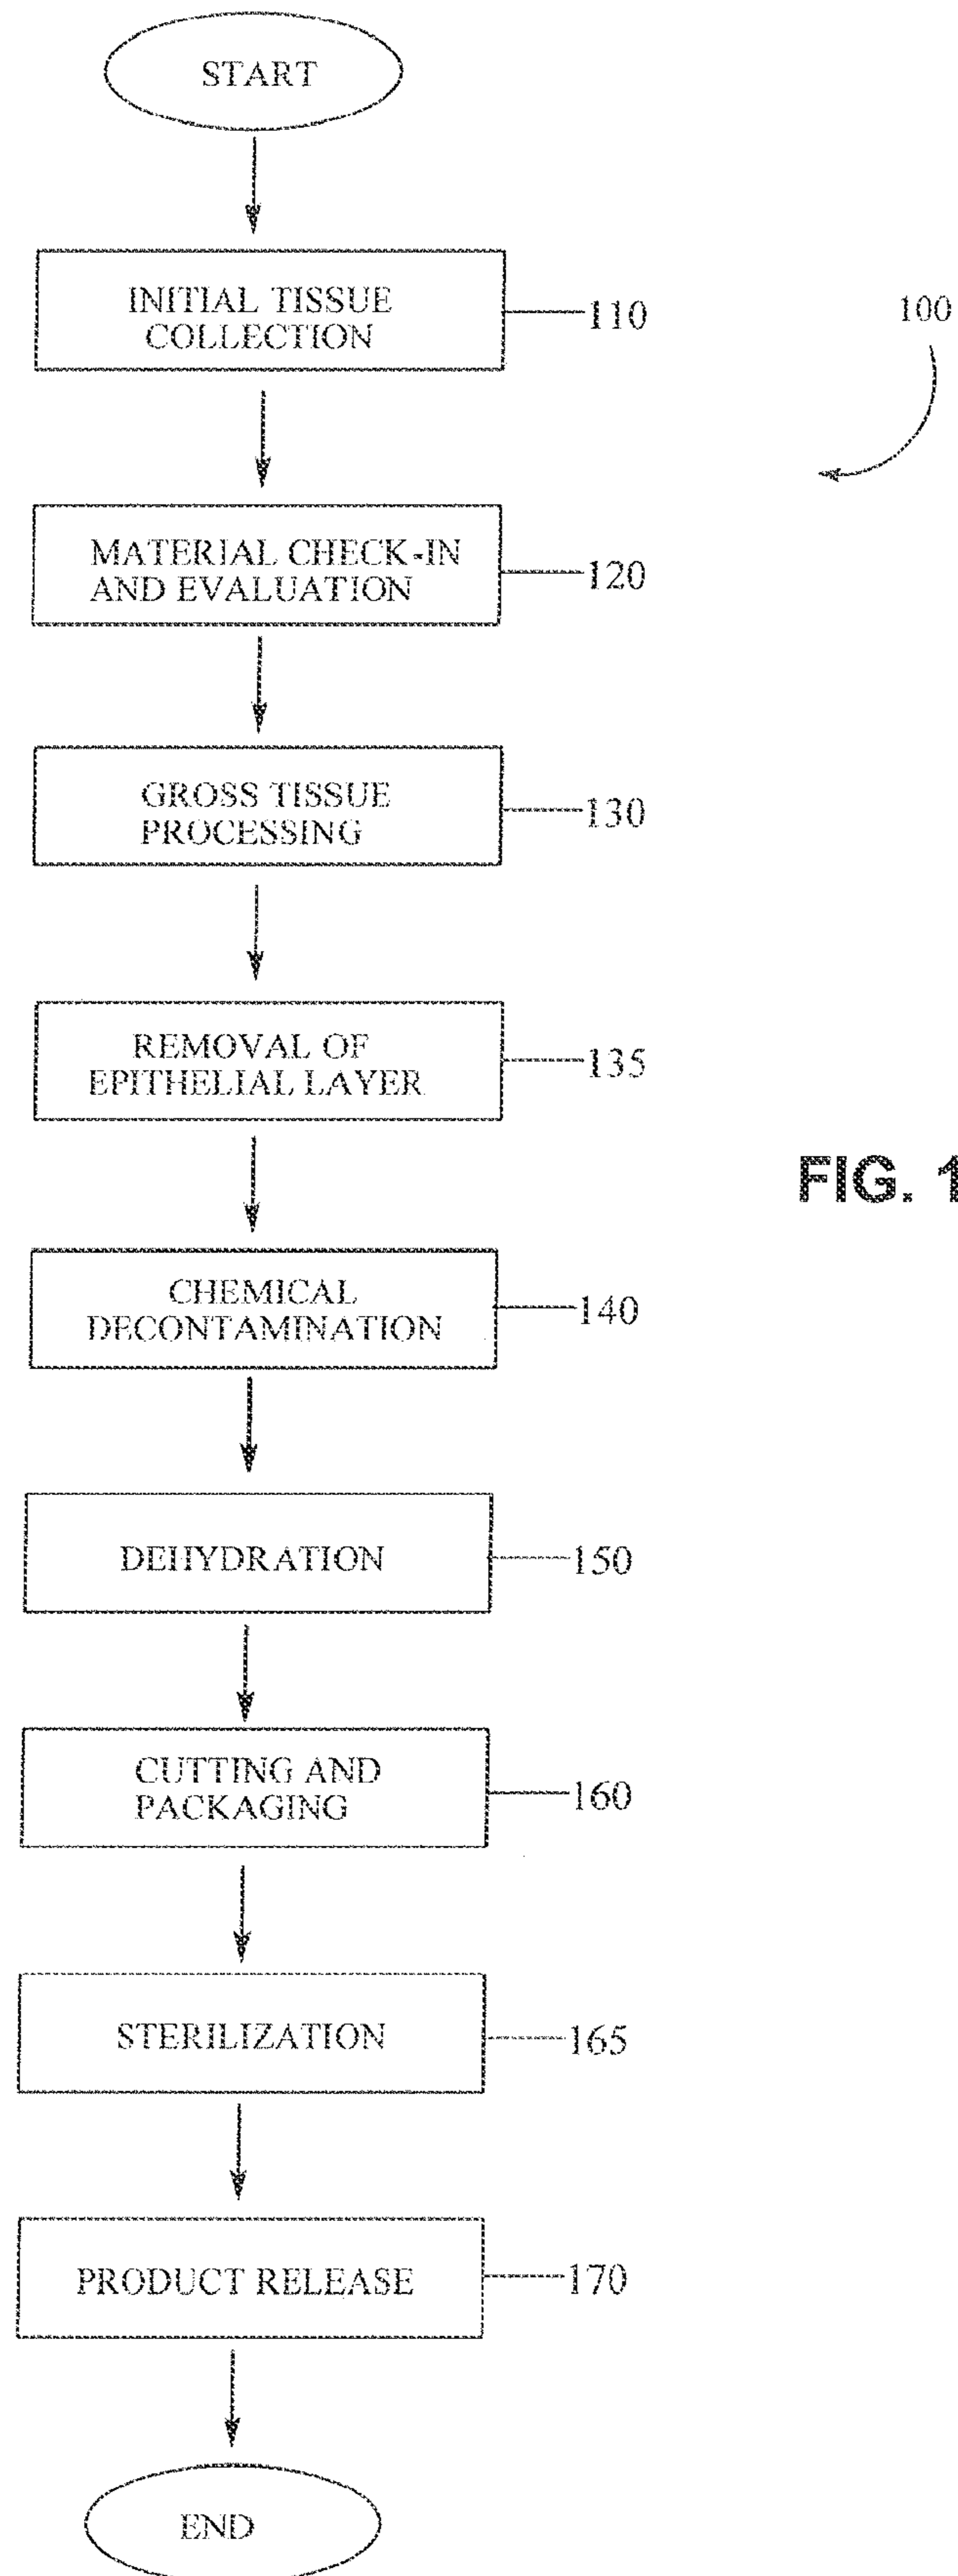 START
INITIAL TISSUE
COLLECTION
110
100
MATERIAL CHECK-IN
AND EVALUATION
120
GROSS TISSUE
PROCESSING
130
REMOVAL OF
EPITHELIAL LAYER
135
FIG. 1
CHEMICAL
DECONTAMINATION
140
DEHYDRATION
150
CUTTING AND
PACKAGING
160
STERILIZATION
165
PRODUCT RELEASE
170
END